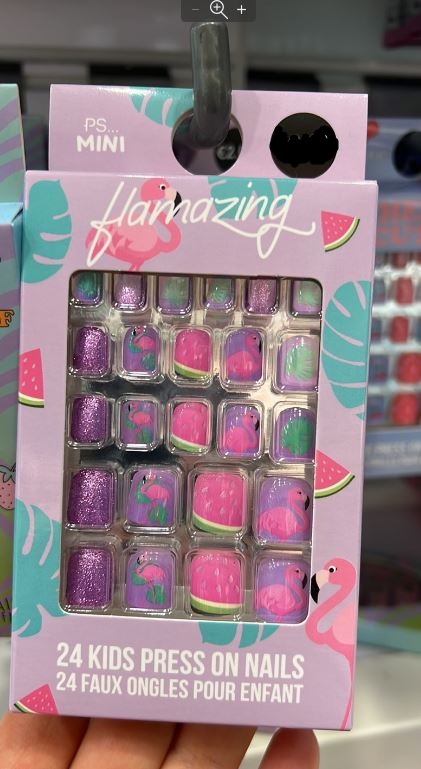 PS...
MINI
flamazing
24 KIDS PRESS ON NAILS
24 FAUX ONGLES POUR ENFANT